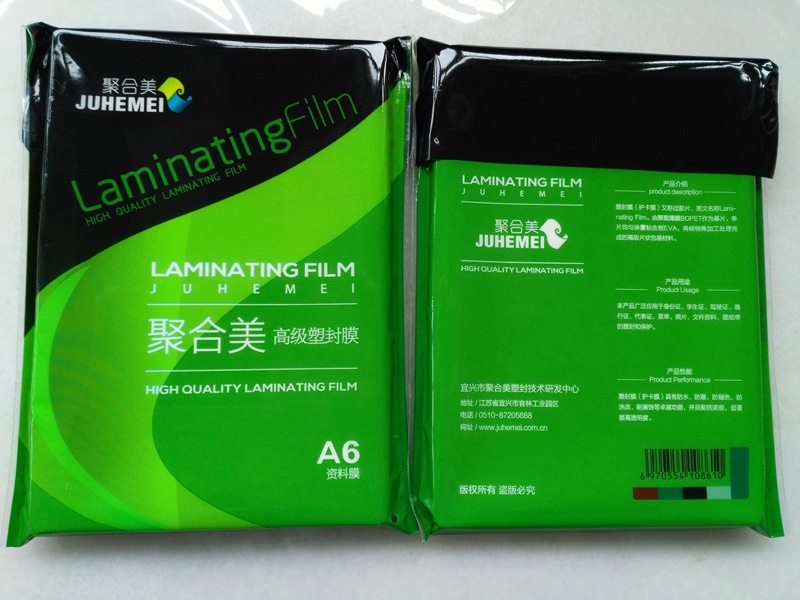 聚合美
JUHEMEI
LaminatingFilm
HIGH QUALITY LAMINATING FILM
LAMINATING FILM
JUHEMEI
聚合美 高级塑封膜
HIGH QUALITY LAMINATING FILM
A6
资料膜
LAMINATING FILM
JUHEMEI
聚合美
JUHEMEI
HIGH QUALITY LAMINATING FILM
宜兴市聚合美塑封技术研发中心
地址/江苏省宜兴市官林工业园区
电话/0510-87205688
网址/www.juhemei.com.cn
版权所有 盗版必究
产品介绍
product description
塑封膜（护卡膜）又称过胶片，英文名称Lami-
nating Film。由聚酯薄膜BOPET作为基片，单
片均匀涂覆粘合剂EVA，再经特殊加工处理而
成的高级片状包装材料。
产品用途
Product Usage
本产品广泛应用于身份证、学生证、驾驶证、通
行证、代表证、菜单、照片、文件资料、图纸等
的塑封和保护。
产品性能
Product Performance
塑封膜（护卡膜）具有防水、防潮、防褪色、防
涂改、耐腐蚀等卓越功能，并且挺括美丽，显著
提高透明度。
6 970554 108610